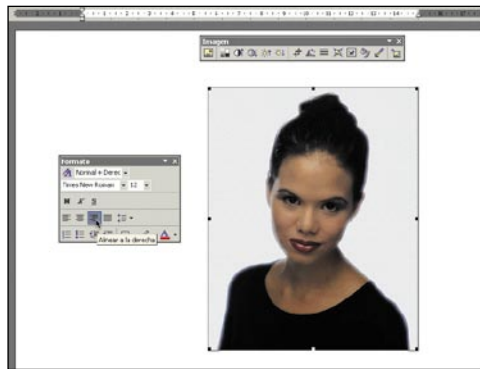 Imagen
Formato
Normal + Derec
Times New Roman 12
N K S
Alinear a la derecha
A